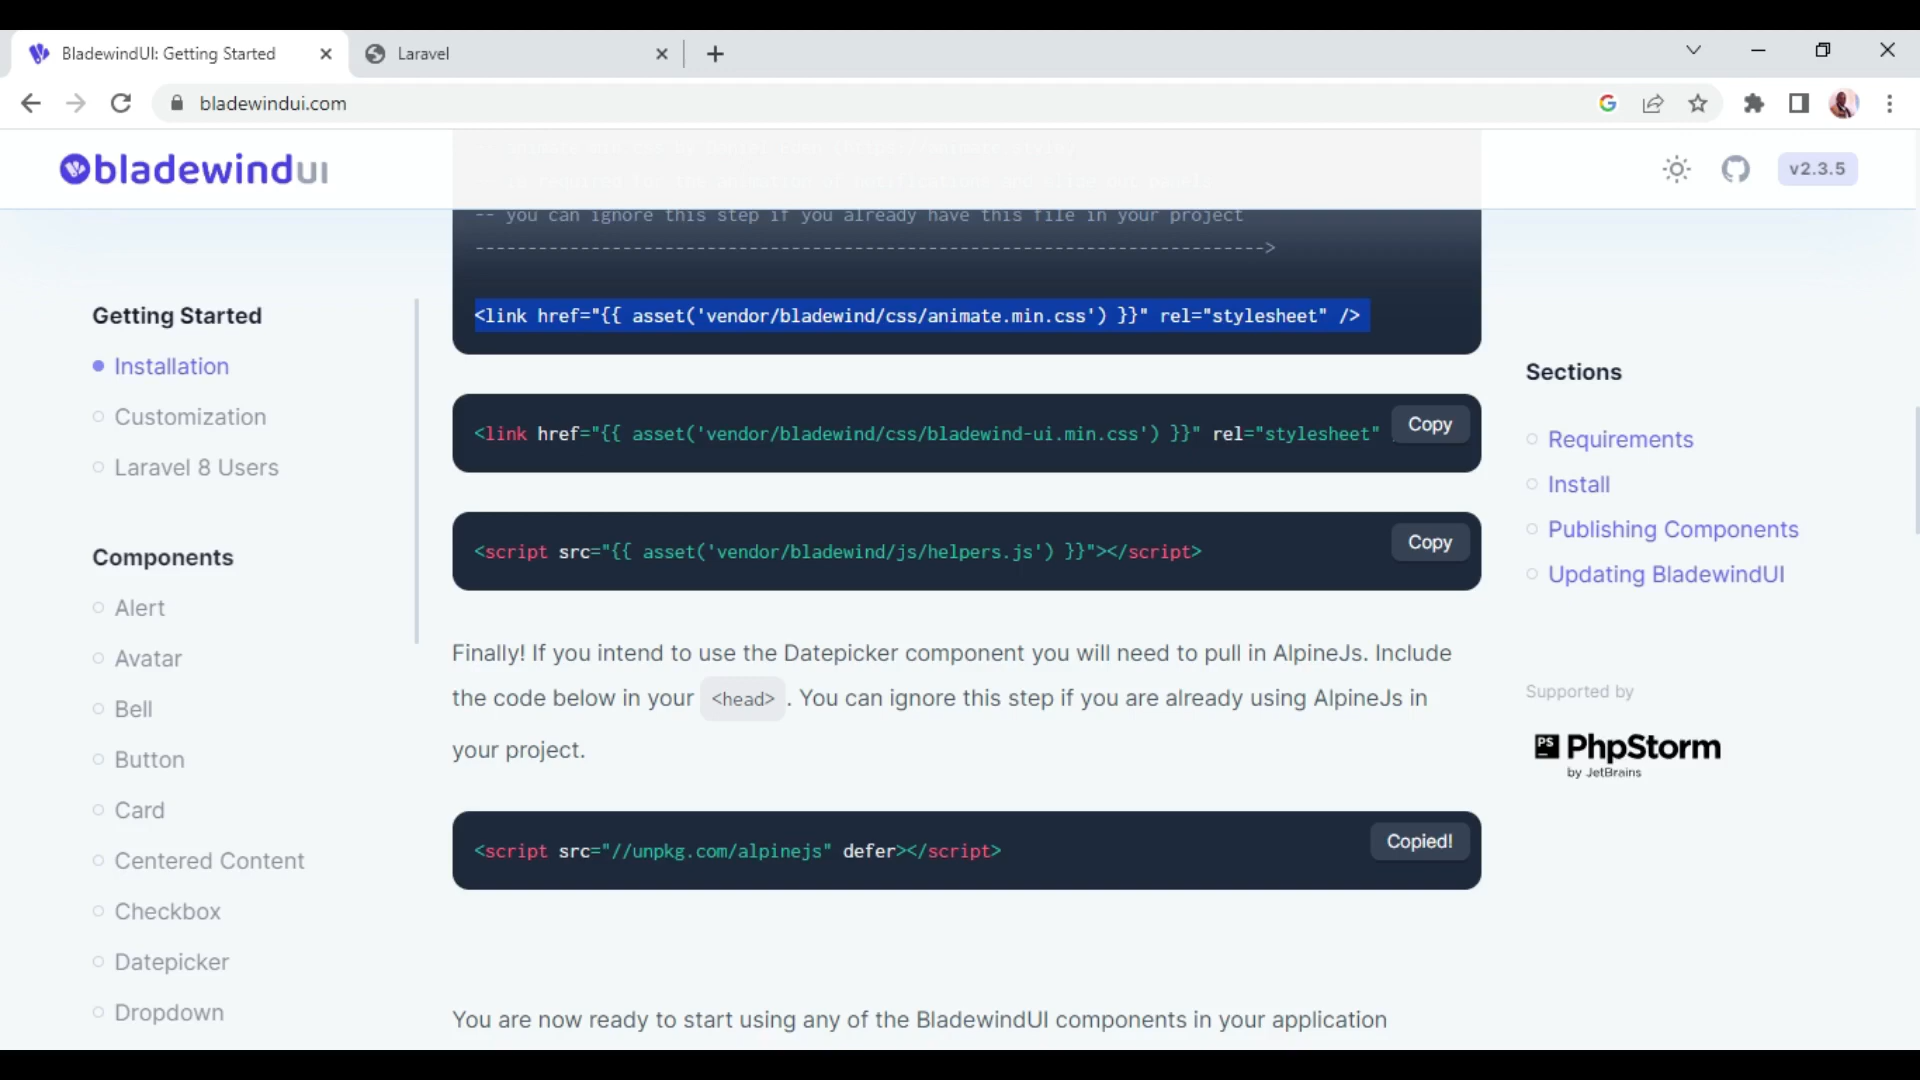 BladewindUI: Getting Started
Laravel
bladewindui.com
bladewindUI
v2.3.5
-- you can ignore this step if you already have this file in your project
--------------------------------------------------------------------------->
<link href="{{ asset('vendor/bladewind/css/animate.min.css') }}" rel="stylesheet" />
<link href="{{ asset('vendor/bladewind/css/bladewind-ui.min.css') }}" rel="stylesheet"
Copy
<script src="{{ asset('vendor/bladewind/js/helpers.js') }}"></script>
Copy
Finally! If you intend to use the Datepicker component you will need to pull in AlpineJs. Include
the code below in your <head> . You can ignore this step if you are already using AlpineJs in
your project.
<script src="//unpkg.com/alpinejs" defer></script>
Copied!
You are now ready to start using any of the BladewindUI components in your application
Getting Started
Installation
Customization
Laravel 8 Users
Components
Alert
Avatar
Bell
Button
Card
Centered Content
Checkbox
Datepicker
Dropdown
Sections
Requirements
Install
Publishing Components
Updating BladewindUI
Supported by
PS PhpStorm
by JetBrains